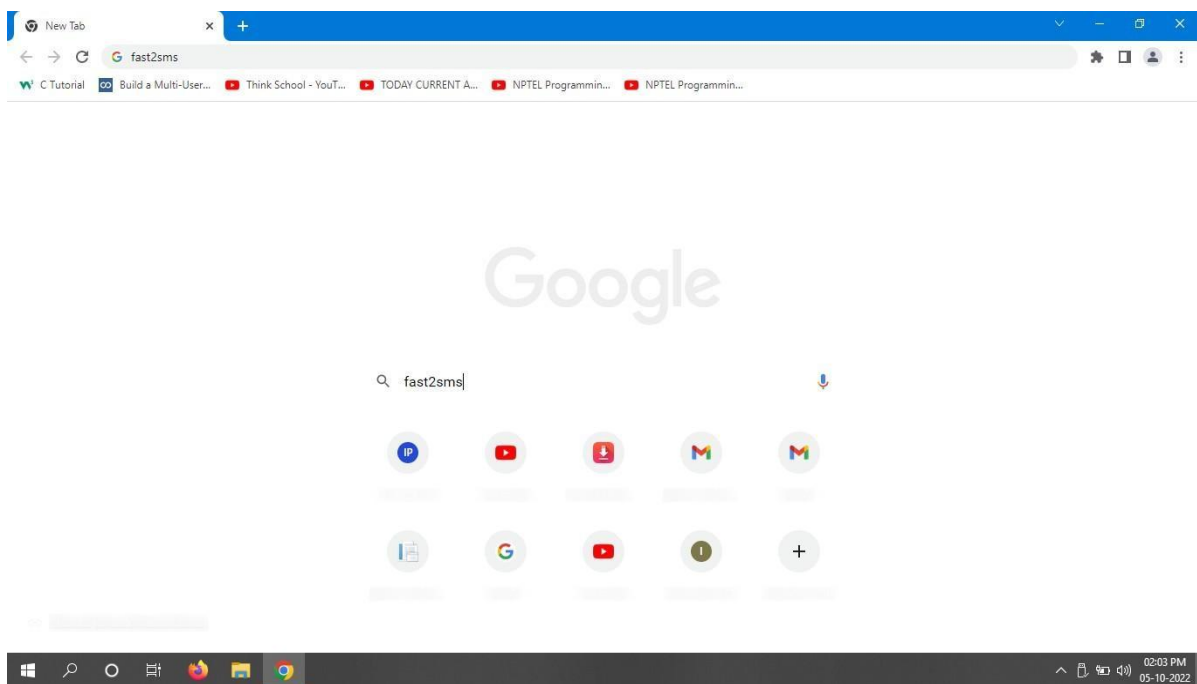 New Tab
fast2sms
C Tutorial Build a Multi-User... Think School - YouT... TODAY CURRENT A... NPTEL Programmin... NPTEL Programmin...
Google
fast2sms
IP
I
02:03 PM
05-10-2022